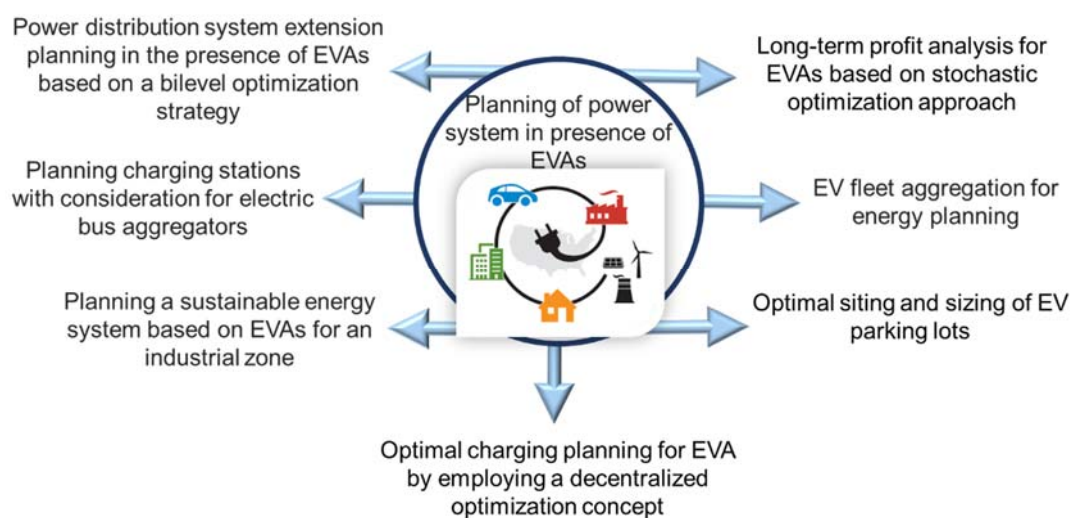 Power distribution system extension
planning in the presence of EVAs
based on a bilevel optimization
strategy
Long-term profit analysis for
EVAs based on stochastic
optimization approach
Planning of power
system in presence of
EVAs
Planning charging stations
with consideration for electric
bus aggregators
EV fleet aggregation for
energy planning
Planning a sustainable energy
system based on EVAs for an
industrial zone
Optimal siting and sizing of EV
parking lots
Optimal charging planning for EVA
by employing a decentralized
optimization concept